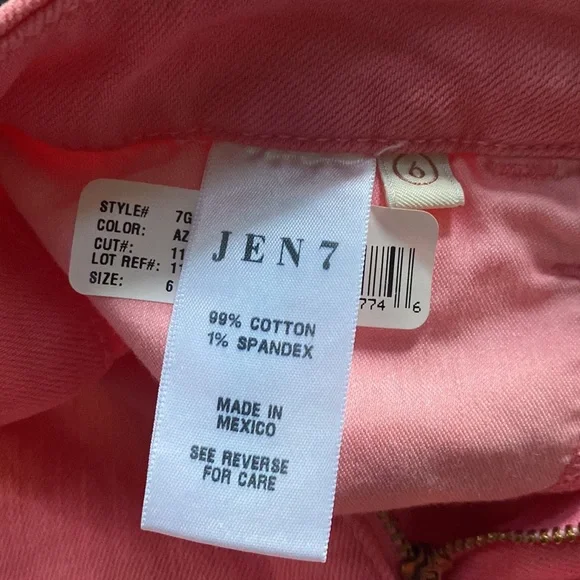 6
STYLE# 7G
COLOR: AZ
CUT#: 11
LOT REF#: 11
SIZE: 6
774 6
JEN7
99% COTTON
1% SPANDEX
MADE IN
MEXICO
SEE REVERSE
FOR CARE